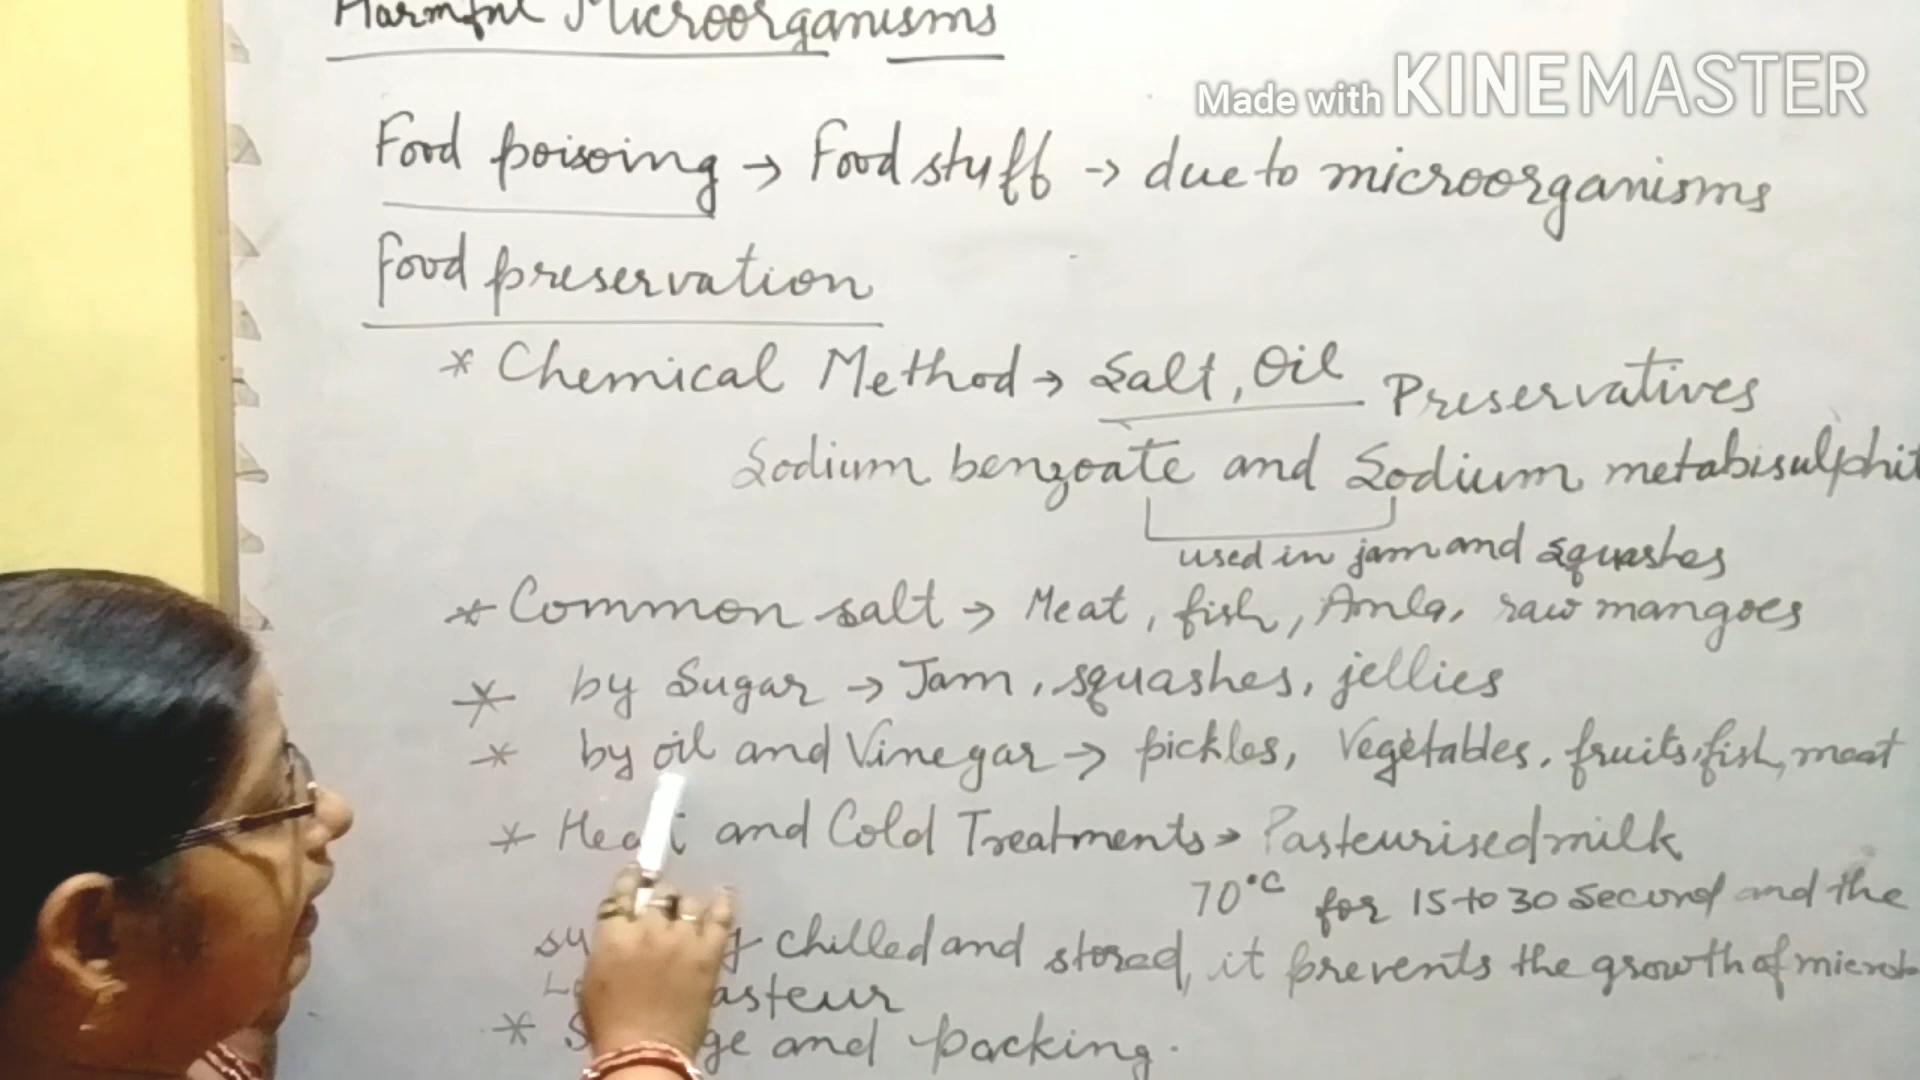 Harmful Microorganisms
Made with KINEMASTER
Food poisoing → Food stuff → due to microorganisms
Food preservation
* Chemical Method → Salt, Oil Preservatives
Sodium benzoate and Sodium metabisulphit
used in jam and squashes
* Common salt → Meat, fish, Amla, raw mangoes
* by Sugar → Jam, squashes, jellies
* by oil and Vinegar → pickles, Vegetables, fruits, fish, meat
* Heat and Cold Treatments → Pasteurised milk
70°C for 15 to 30 Second and the
chilled and stored, it prevents the growth of microb
asteur
* and packing.